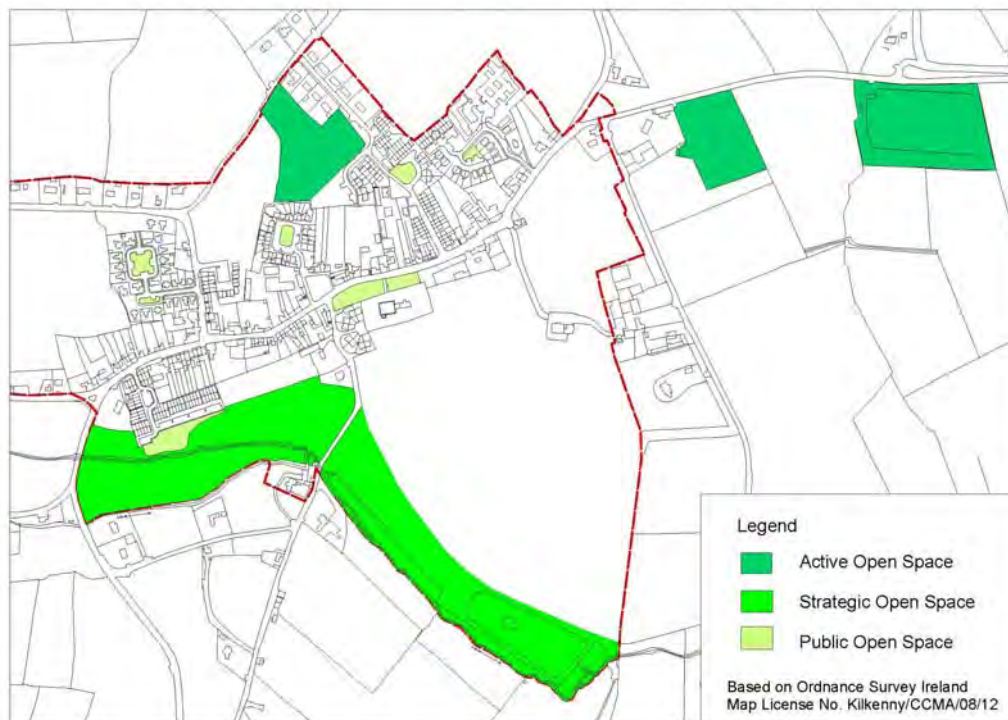 Legend
Active Open Space
Strategic Open Space
Public Open Space
Based on Ordnance Survey Ireland
Map License No. Kilkenny/CCMA/08/12